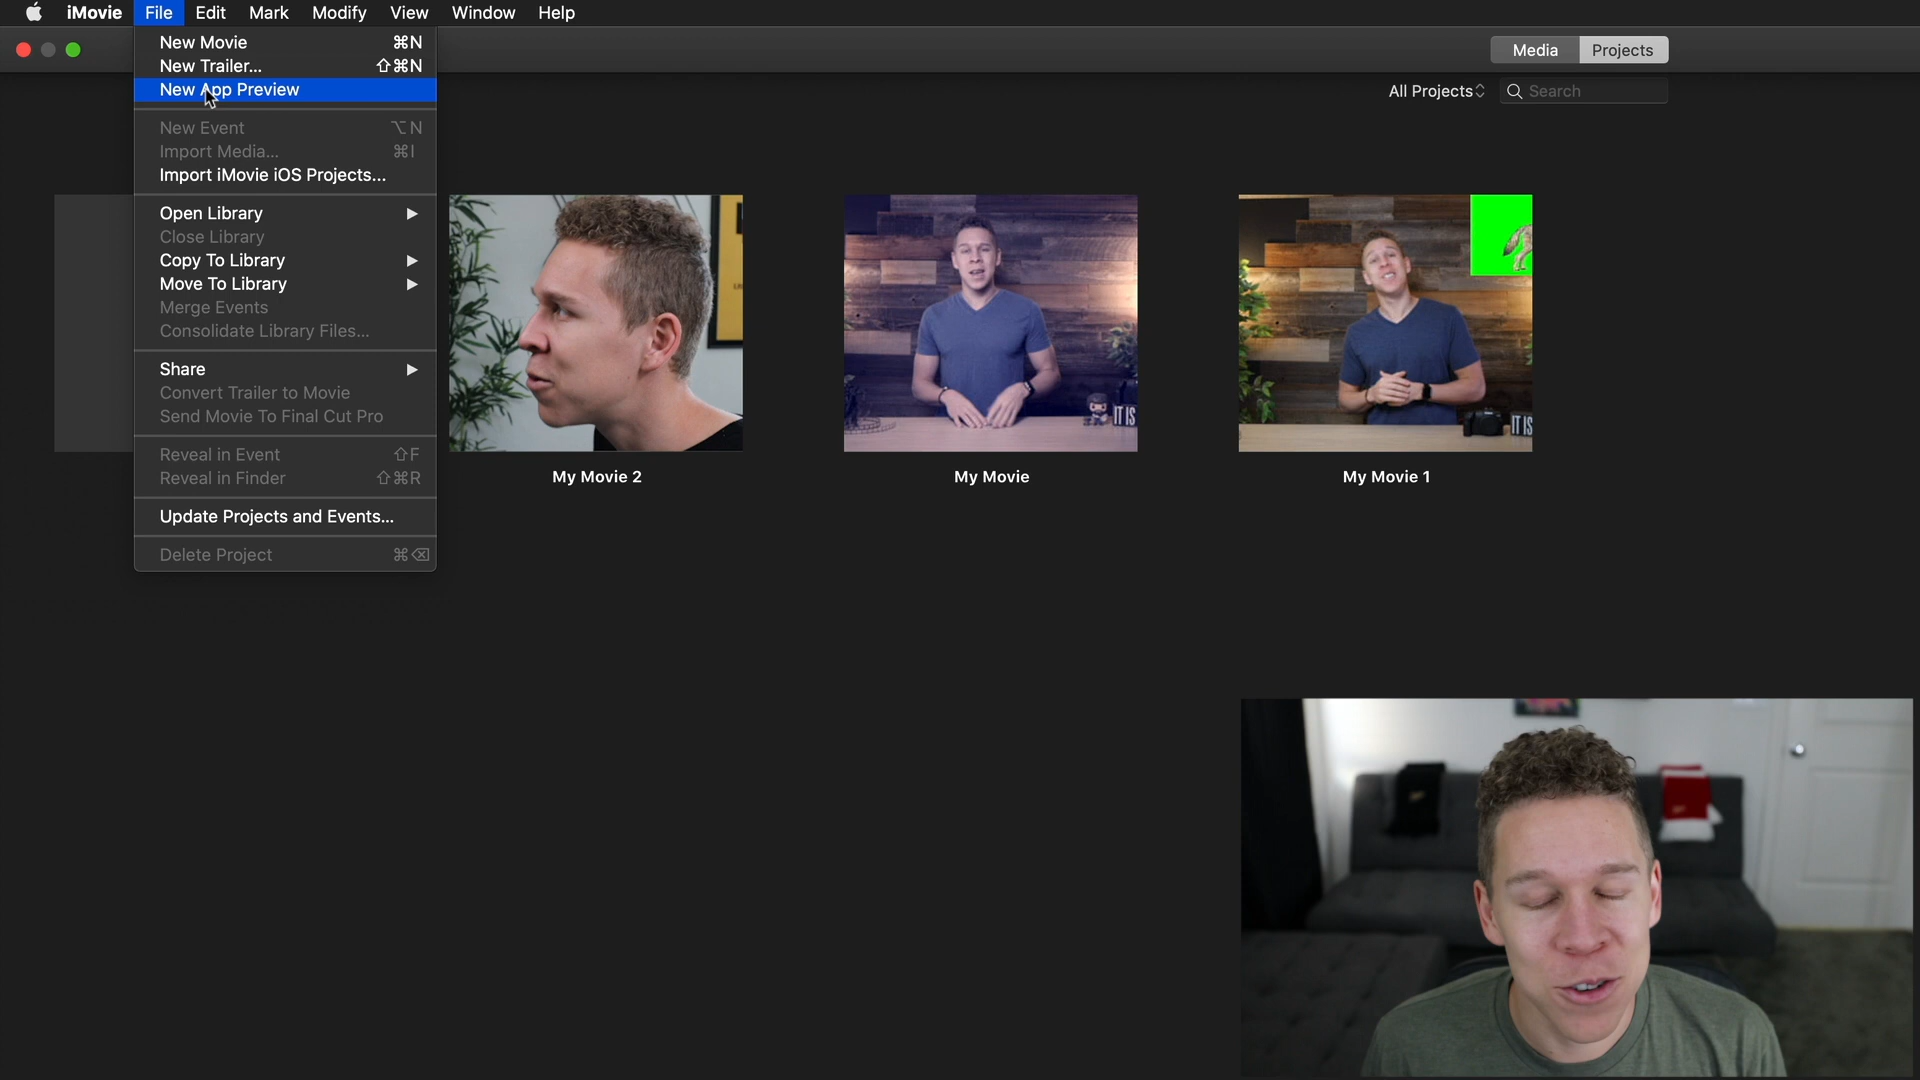 iMovie File Edit Mark Modify View Window Help
Media Projects
All Projects Search
New Movie ⌘N
New Trailer... ⇧⌘N
New App Preview
New Event ⌥N
Import Media... ⌘I
Import iMovie iOS Projects...
Open Library ▶
Close Library
Copy To Library ▶
Move To Library ▶
Merge Events
Consolidate Library Files...
Share ▶
Convert Trailer to Movie
Send Movie To Final Cut Pro
Reveal in Event ⇧F
Reveal in Finder ⇧⌘R
Update Projects and Events...
Delete Project ⌘⌫
IT IS
IT IS
My Movie 2
My Movie
My Movie 1